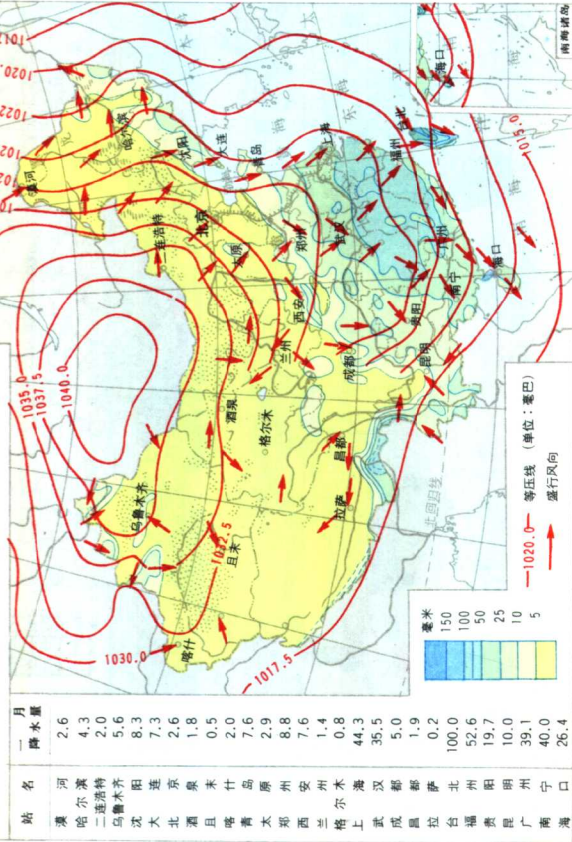 站名 一月降水量
漠河 2.6
哈尔滨 4.3
二连浩特 2.0
乌鲁木齐 5.6
沈阳 8.3
大连 7.3
北京 2.6
酒泉 1.8
且末 0.5
喀什 2.0
青岛 7.6
太原 2.9
郑州 8.8
西安 7.6
兰州 1.4
格尔木 0.8
上海 44.3
武汉 35.5
成都 5.0
昌都 1.9
拉萨 0.2
台北 100.0
福州 52.6
贵阳 19.7
昆明 10.0
广州 39.1
南宁 40.0
海口 26.4
1035.0
1037.5
1040.0
1030.0
1032.5
1017.5
1015.0
漠河
哈尔滨
沈阳
大连
二连浩特
北京
太原
青岛
上海
郑州
武汉
西安
兰州
酒泉
格尔木
乌鲁木齐
且末
喀什
成都
昌都
拉萨
贵阳
昆明
福州
台北
广州
南宁
海口
东
海
北回归线
海口
南海诸岛
毫米
150
100
50
25
10
5
1020.0 等压线 (单位：毫巴)
盛行风向